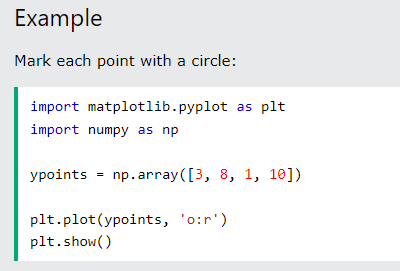 Example
Mark each point with a circle:
import matplotlib.pyplot as plt
import numpy as np
ypoints = np.array([3, 8, 1, 10])
plt.plot(ypoints, 'o:r')
plt.show()